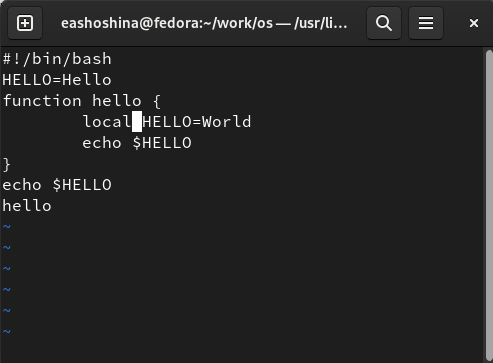 eashoshina@fedora:~/work/os — /usr/li...
#!/bin/bash
HELLO=Hello
function hello {
        local HELLO=World
        echo $HELLO
}
echo $HELLO
hello
~
~
~
~
~
~